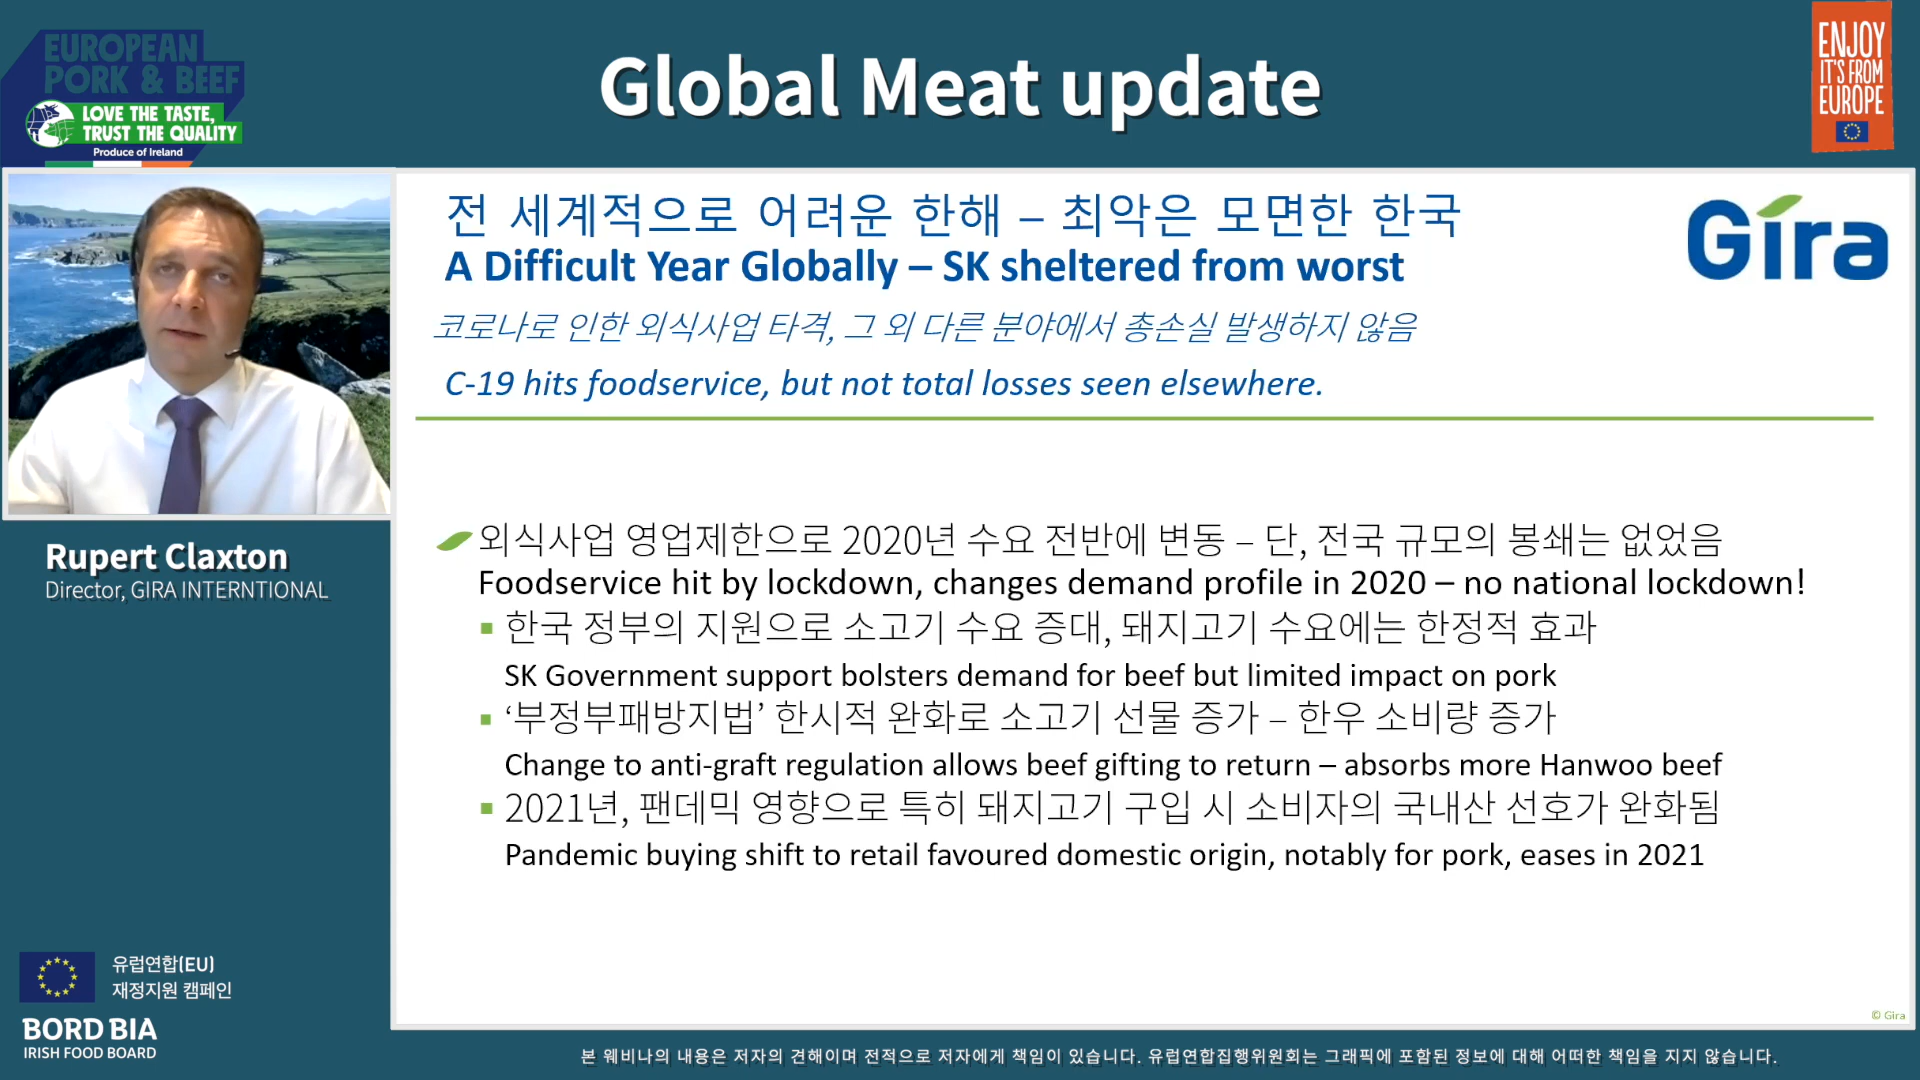 EUROPEAN
PORK & BEEF
LOVE THE TASTE,
TRUST THE QUALITY
Produce of Ireland
Global Meat update
ENJOY
IT'S FROM
EUROPE
전 세계적으로 어려운 한해 – 최악은 모면한 한국
A Difficult Year Globally – SK sheltered from worst
Gira
코로나로 인한 외식사업 타격, 그 외 다른 분야에서 총손실 발생하지 않음
C-19 hits foodservice, but not total losses seen elsewhere.
외식사업 영업제한으로 2020년 수요 전반에 변동 – 단, 전국 규모의 봉쇄는 없었음
Foodservice hit by lockdown, changes demand profile in 2020 – no national lockdown!
한국 정부의 지원으로 소고기 수요 증대, 돼지고기 수요에는 한정적 효과
SK Government support bolsters demand for beef but limited impact on pork
‘부정부패방지법’ 한시적 완화로 소고기 선물 증가 – 한우 소비량 증가
Change to anti-graft regulation allows beef gifting to return – absorbs more Hanwoo beef
2021년, 팬데믹 영향으로 특히 돼지고기 구입 시 소비자의 국내산 선호가 완화됨
Pandemic buying shift to retail favoured domestic origin, notably for pork, eases in 2021
© Gira
Rupert Claxton
Director, GIRA INTERNTIONAL
유럽연합(EU)
재정지원 캠페인
BORD BIA
IRISH FOOD BOARD
본 웨비나의 내용은 저자의 견해이며 전적으로 저자에게 책임이 있습니다. 유럽연합집행위원회는 그래픽에 포함된 정보에 대해 어떠한 책임을 지지 않습니다.